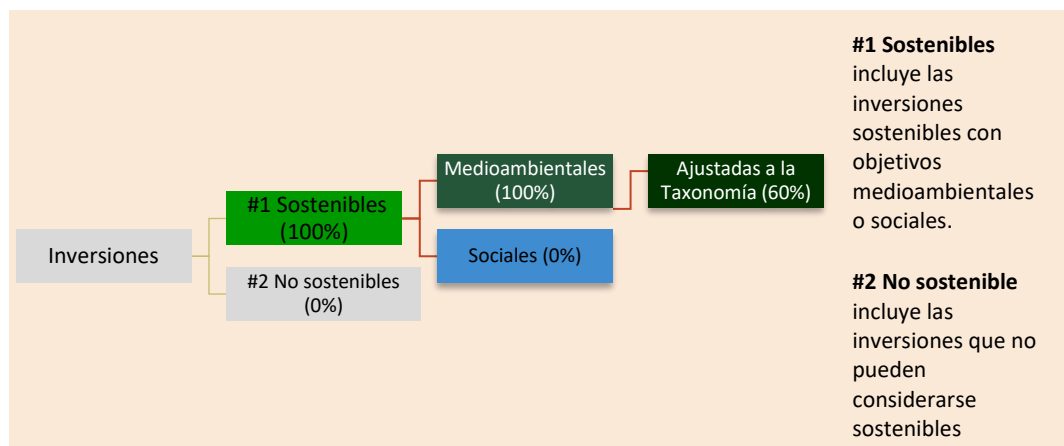 Inversiones
#1 Sostenibles
(100%)
#2 No sostenibles
(0%)
Medioambientales
(100%)
Sociales (0%)
Ajustadas a la
Taxonomía (60%)
#1 Sostenibles
incluye las
inversiones
sostenibles con
objetivos
medioambientales
o sociales.
#2 No sostenible
incluye las
inversiones que no
pueden
considerarse
sostenibles